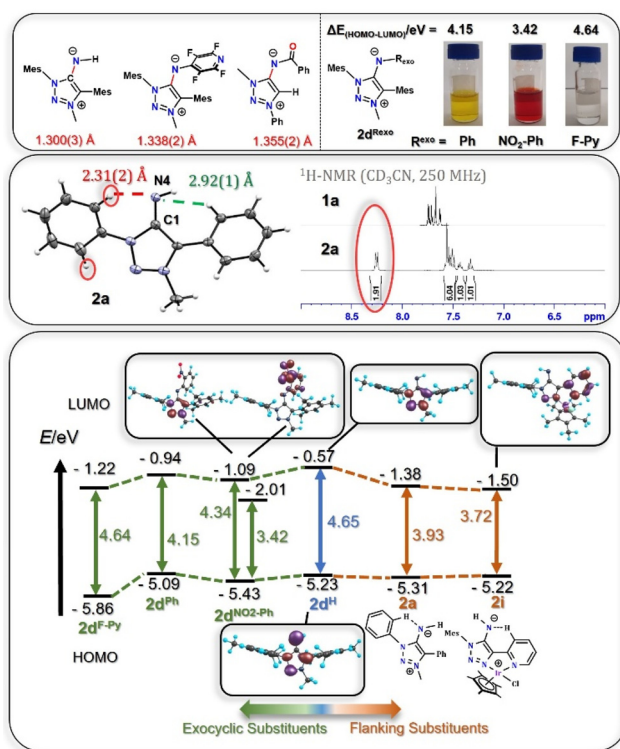 ΔE(HOMO-LUMO)/eV 4.15 3.42 4.64
⊖ N H
Mes N C
N N⊕ Mes
1.300(3) Å
⊖ N F F N F F
Mes N
N N⊕ Mes
1.338(2) Å
⊖ N O Ph
Mes N H
N N⊕ Ph
1.355(2) Å
⊖ N Rexo
Mes N
N N⊕ Mes
2dRexo
Rexo = Ph NO2-Ph F-Py
2.31(2) Å N4 2.92(1) Å
C1
CH3
2a
1H-NMR (CD3CN, 250 MHz)
1a
2a
1.91 6.04 1.03 1.01
8.5 8.0 7.5 7.0 6.5 ppm
LUMO
E/eV
- 1.22 - 0.94 - 1.09 - 2.01 - 0.57 - 1.38 - 1.50
4.64 4.15 4.34 3.42 4.65 3.93 3.72
- 5.86 - 5.09 - 5.43 - 5.23 - 5.31 - 5.22
2dF-Py 2dPh 2dNO2-Ph 2dH 2a 2i
HOMO
H NH ⊖
N N N⊕ Ph
⊖ HN H
Mes N N N N
Ir ⊕ Cl
Exocyclic Substituents Flanking Substituents